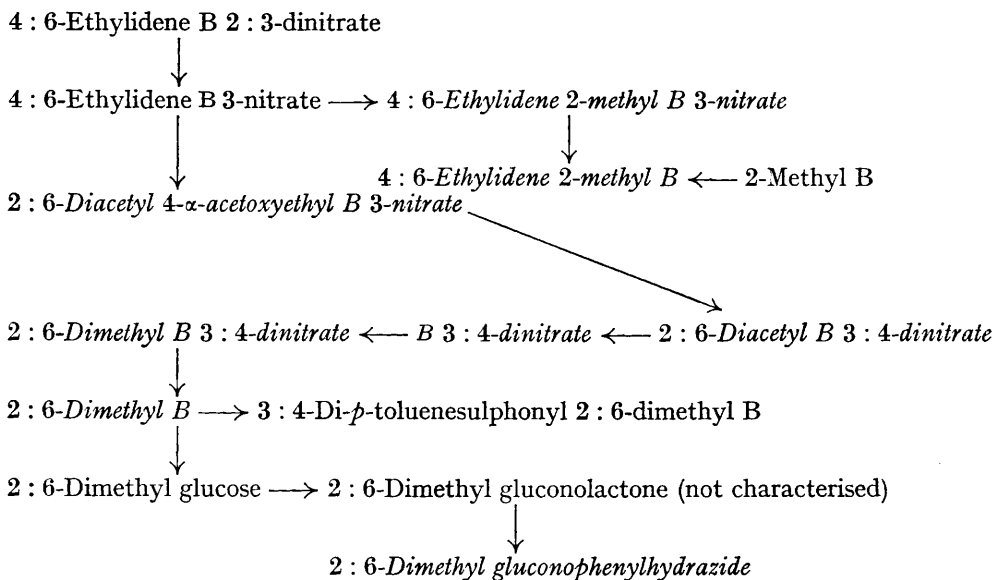 4 : 6-Ethylidene B 2 : 3-dinitrate
4 : 6-Ethylidene B 3-nitrate ⟶ 4 : 6-Ethylidene 2-methyl B 3-nitrate
4 : 6-Ethylidene 2-methyl B ⟵ 2-Methyl B
2 : 6-Diacetyl 4-α-acetoxyethyl B 3-nitrate
2 : 6-Dimethyl B 3 : 4-dinitrate ⟵ B 3 : 4-dinitrate ⟵ 2 : 6-Diacetyl B 3 : 4-dinitrate
2 : 6-Dimethyl B ⟶ 3 : 4-Di-p-toluenesulphonyl 2 : 6-dimethyl B
2 : 6-Dimethyl glucose ⟶ 2 : 6-Dimethyl gluconolactone (not characterised)
2 : 6-Dimethyl gluconophenylhydrazide